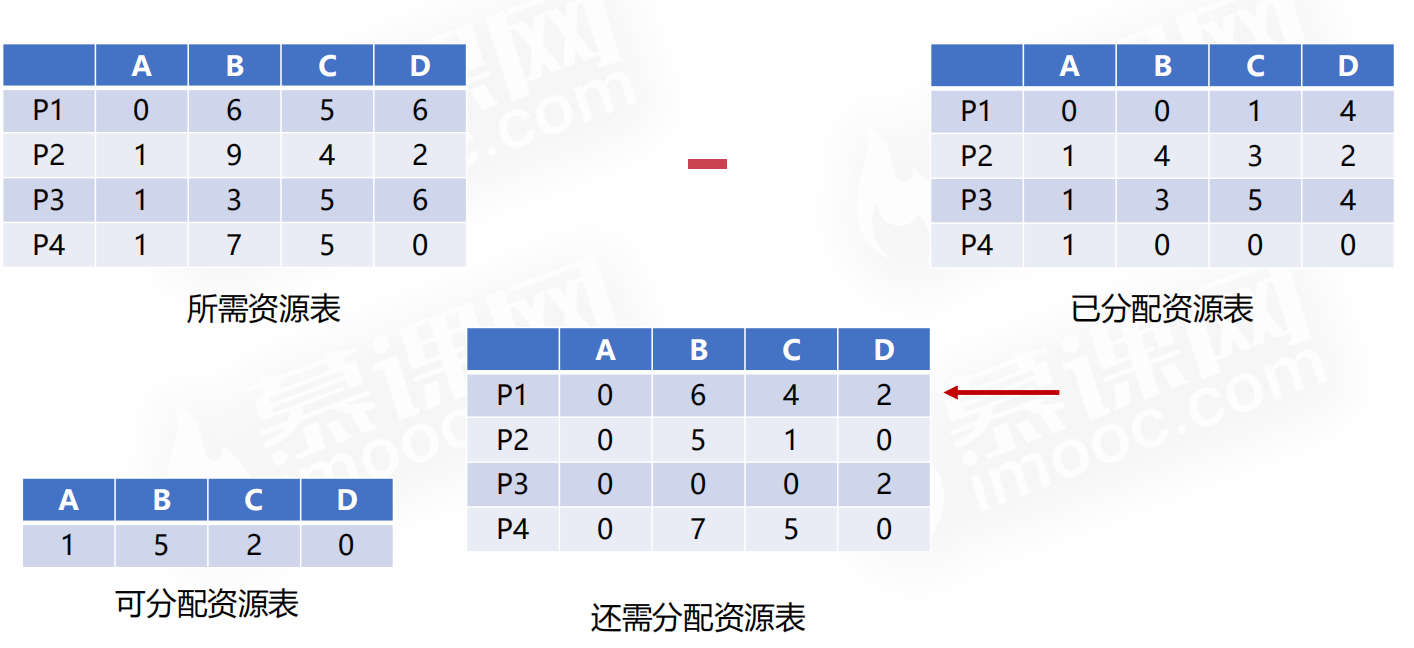 A B C D
P1 0 6 5 6
P2 1 9 4 2
P3 1 3 5 6
P4 1 7 5 0
所需资源表
A B C D
P1 0 0 1 4
P2 1 4 3 2
P3 1 3 5 4
P4 1 0 0 0
已分配资源表
A B C D
P1 0 6 4 2
P2 0 5 1 0
P3 0 0 0 2
P4 0 7 5 0
还需分配资源表
A B C D
1 5 2 0
可分配资源表
慕课网
imooc.com